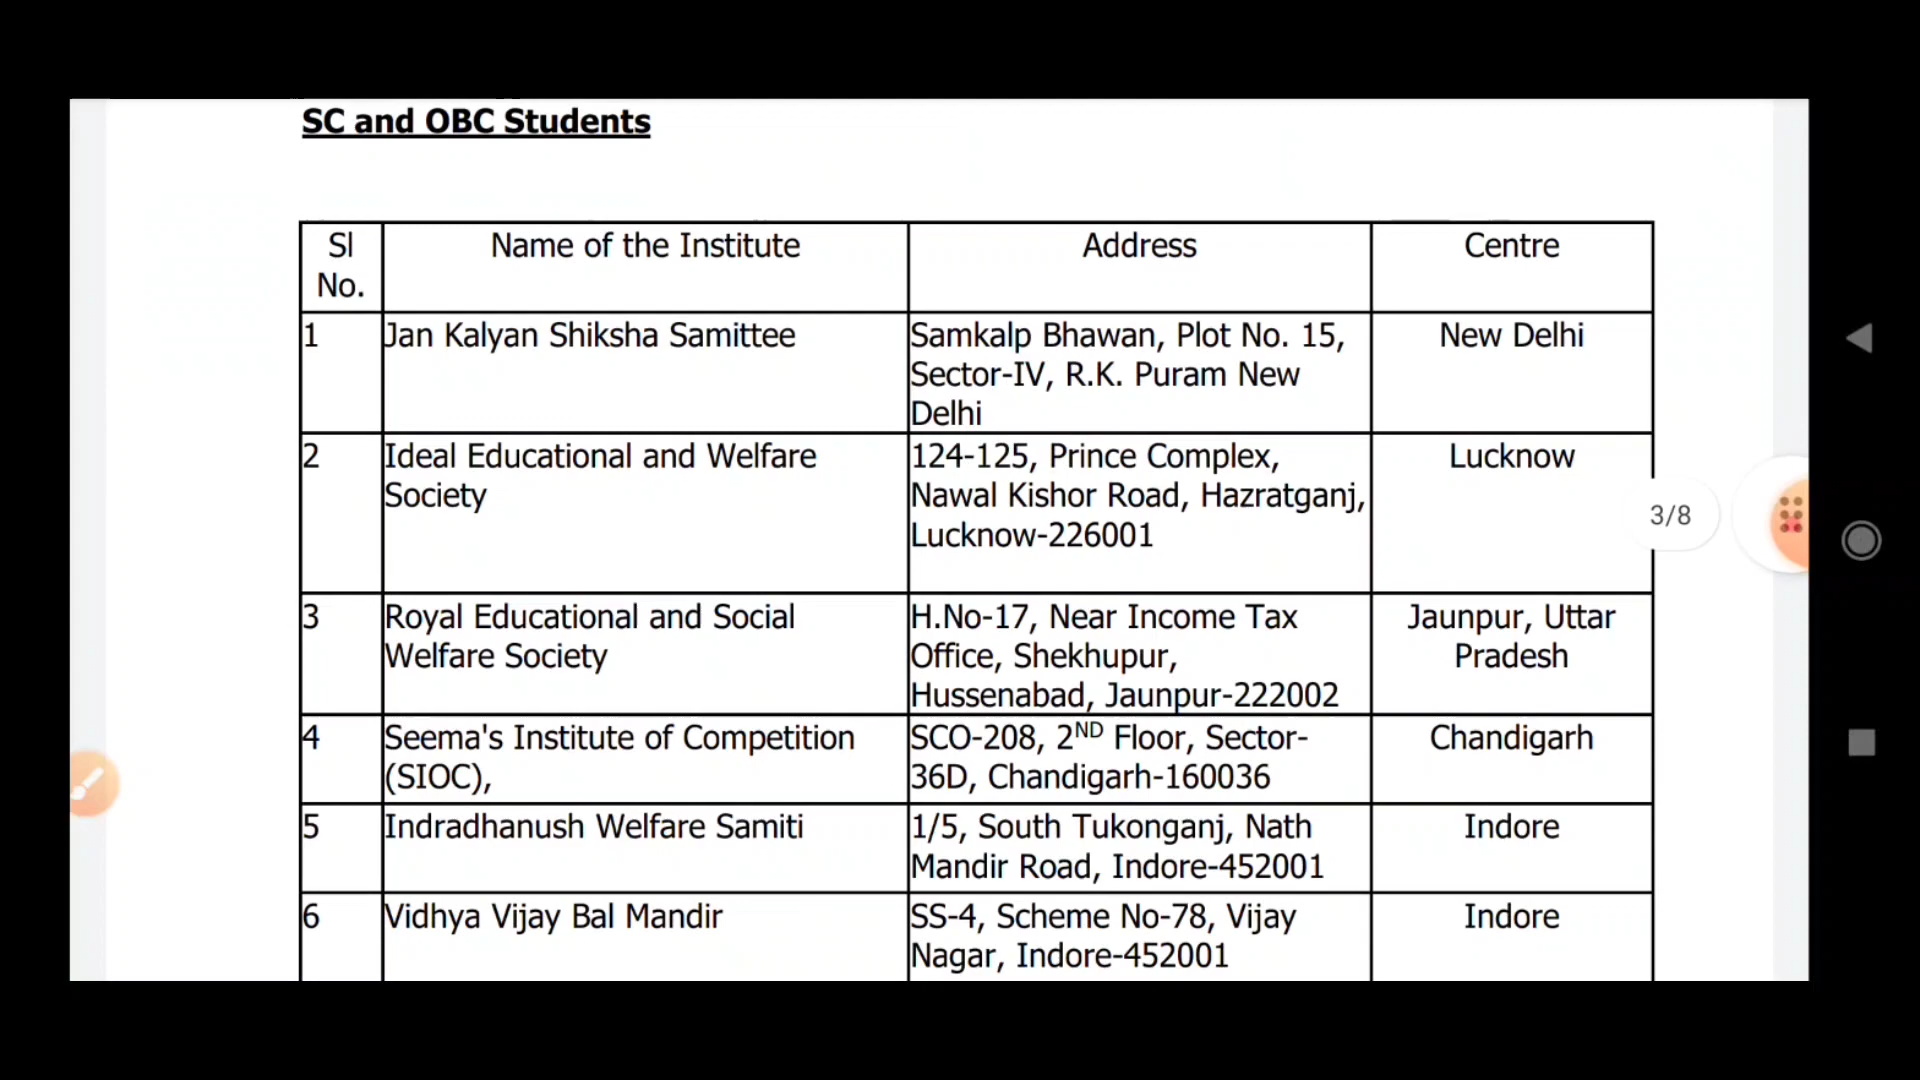 SC and OBC Students
Sl
No.
Name of the Institute
Address
Centre
1
Jan Kalyan Shiksha Samittee
Samkalp Bhawan, Plot No. 15,
Sector-IV, R.K. Puram New
Delhi
New Delhi
2
Ideal Educational and Welfare
Society
124-125, Prince Complex,
Nawal Kishor Road, Hazratganj,
Lucknow-226001
Lucknow
3/8
3
Royal Educational and Social
Welfare Society
H.No-17, Near Income Tax
Office, Shekhupur,
Hussenabad, Jaunpur-222002
Jaunpur, Uttar
Pradesh
4
Seema's Institute of Competition
(SIOC),
SCO-208, 2ND Floor, Sector-
36D, Chandigarh-160036
Chandigarh
5
Indradhanush Welfare Samiti
1/5, South Tukonganj, Nath
Mandir Road, Indore-452001
Indore
6
Vidhya Vijay Bal Mandir
SS-4, Scheme No-78, Vijay
Nagar, Indore-452001
Indore